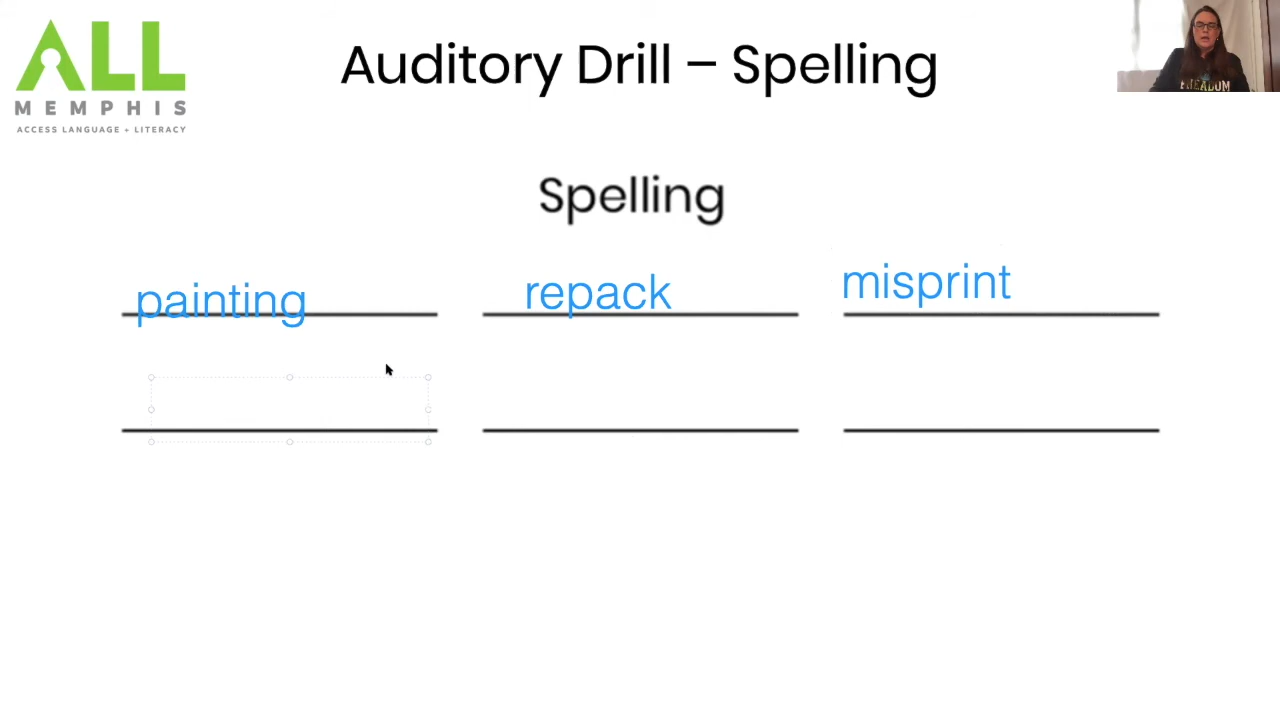 ALL
MEMPHIS
ACCESS LANGUAGE + LITERACY
Auditory Drill – Spelling
Spelling
painting repack misprint